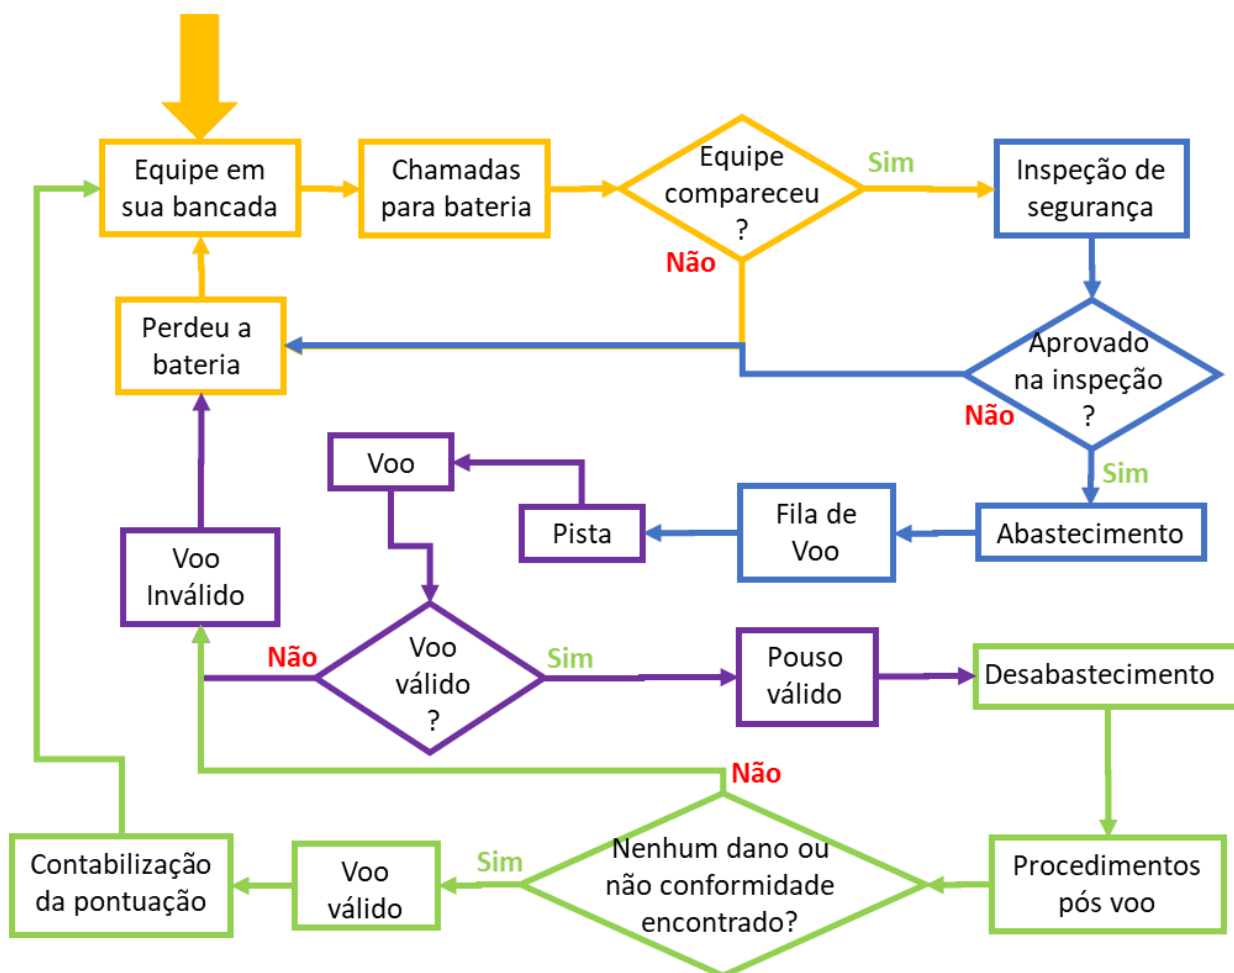 Equipe em
sua bancada
Chamadas
para bateria
Equipe
compareceu
?
Sim
Não
Inspeção de
segurança
Perdeu a
bateria
Aprovado
na inspeção
?
Não
Sim
Voo
Pista
Fila de
Voo
Abastecimento
Voo
Inválido
Voo
válido
?
Não
Sim
Pouso
válido
Desabastecimento
Procedimentos
pós voo
Nenhum dano ou
não conformidade
encontrado?
Não
Sim
Voo
válido
Contabilização
da pontuação